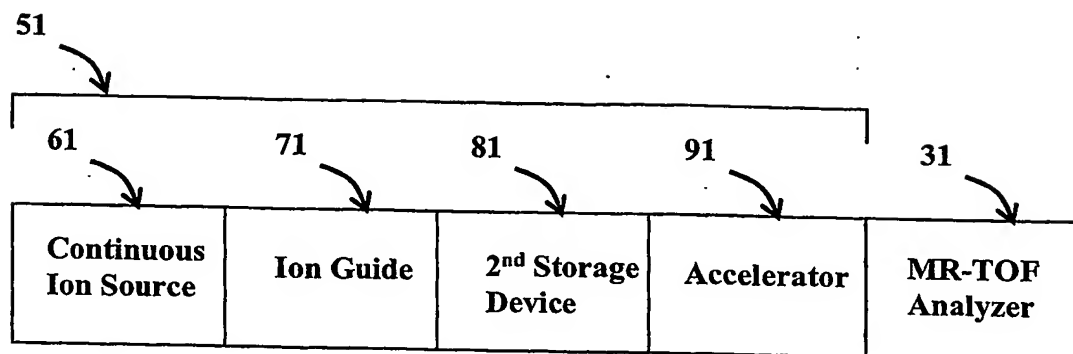 51
61
71
81
91
31
Continuous
Ion Source
Ion Guide
2nd Storage
Device
Accelerator
MR-TOF
Analyzer